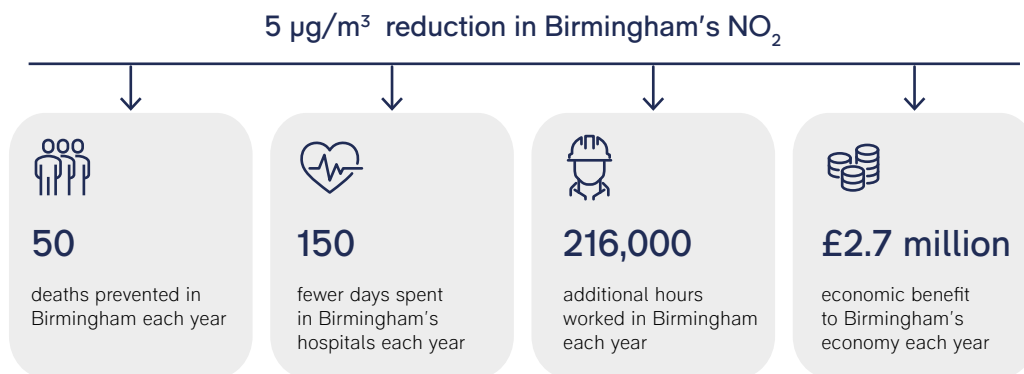 5 µg/m³ reduction in Birmingham's NO₂
50
deaths prevented in
Birmingham each year
150
fewer days spent
in Birmingham's
hospitals each year
216,000
additional hours
worked in Birmingham
each year
£2.7 million
economic benefit
to Birmingham's
economy each year